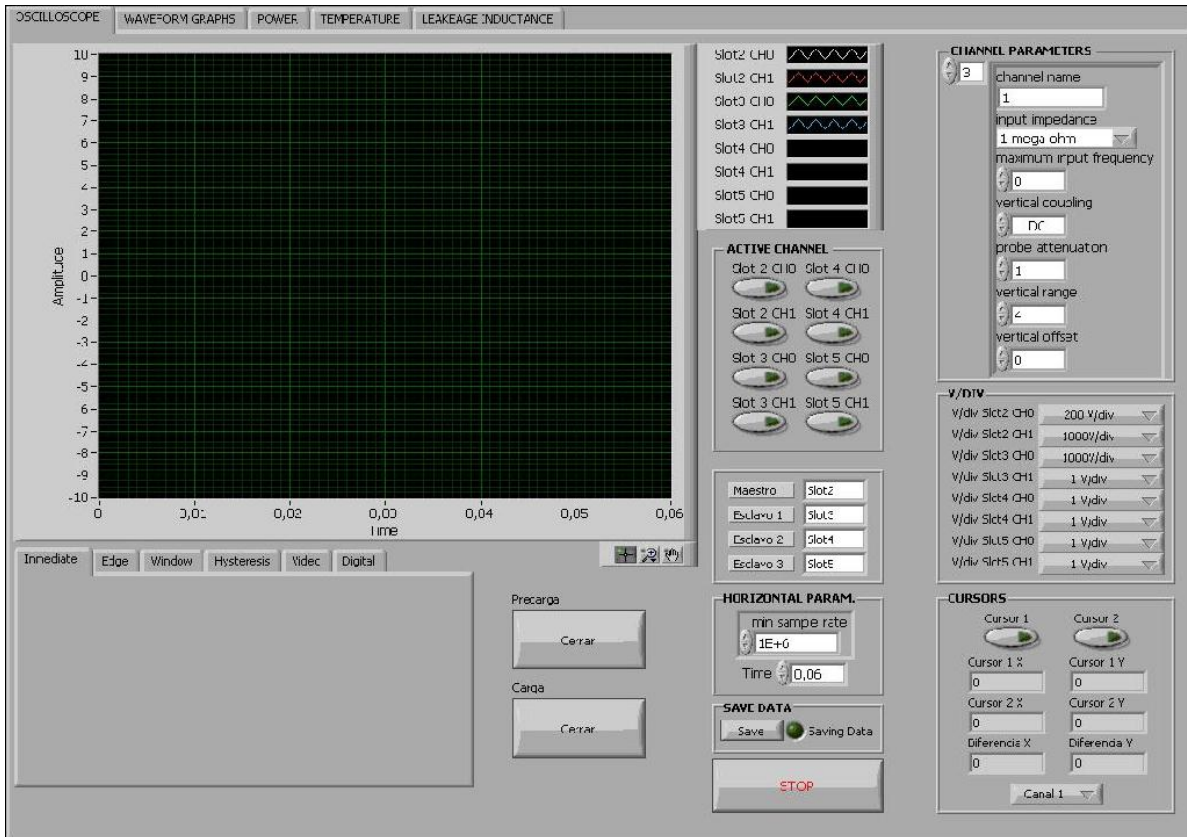 OSCILLOSCOPE
WAVEFORM GRAPHS
POWER
TEMPERATURE
LEAKEAGE INDUCTANCE
Amplitude
10
9
8
7
6
5
4
3
2
1
0
-1
-2
-3
-4
-5
6
-7
-8
-9
-10
0
0,01
0,02
0,03
0,04
0,05
0,06
Time
Slot2 CH0
Slot2 CH1
Slot3 CH0
Slot3 CH1
Slot4 CH0
Slot4 CH1
Slot5 CH0
Slot5 CH1
ACTIVE CHANNEL
Slot 2 CH0 Slot 4 CH0
Slot 2 CH1 Slot 4 CH1
Slot 3 CH0 Slot 5 CH0
Slot 3 CH1 Slot 5 CH1
Maestro Slot2
Esclavo 1 Slot3
Esclavo 2 Slot4
Esclavo 3 Slot5
HORIZONTAL PARAM.
min sample rate
1E+6
Time 0,06
SAVE DATA
Save Saving Data
STOP
CHANNEL PARAMETERS
3
channel name
1
input impedance
1 mega ohm
maximum input frequency
0
vertical coupling
DC
probe attenuation
1
vertical range
4
vertical offset
0
V/DIV
V/div Slot2 CH0 200 V/div
V/div Slot2 CH1 1000V/div
V/div Slot3 CH0 1000V/div
V/div Slot3 CH1 1 V/div
V/div Slot4 CH0 1 V/div
V/div Slot4 CH1 1 V/div
V/div Slot5 CH0 1 V/div
V/div Slot5 CH1 1 V/div
CURSORS
Cursor 1 Cursor 2
Cursor 1 X Cursor 1 Y
0 0
Cursor 2 X Cursor 2 Y
0 0
Diferencia X Diferencia Y
0 0
Canal 1
Inmediate
Edge
Window
Hysteresis
Video
Digital
Precarga
Cerrar
Carga
Cerrar